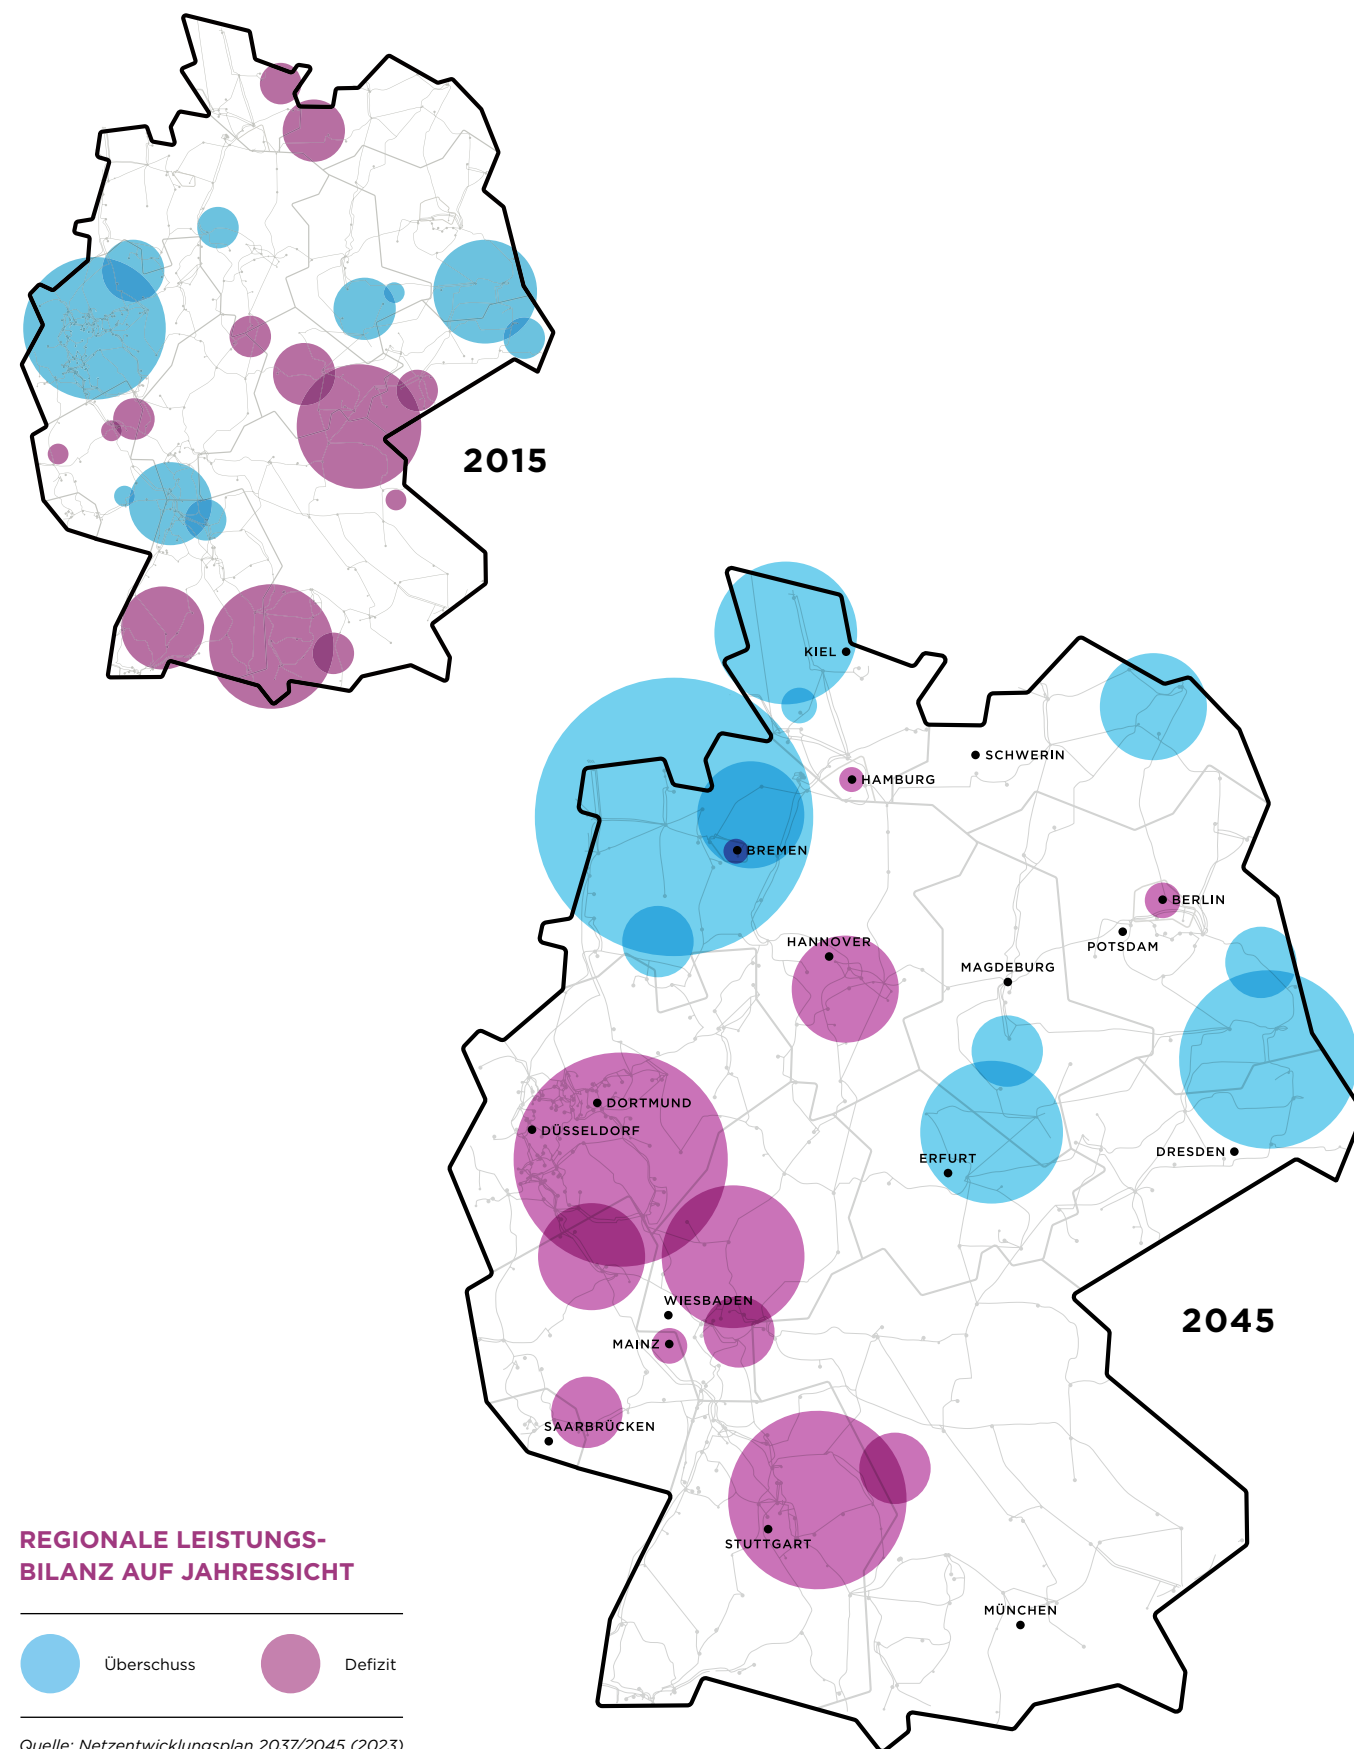 2015
KIEL
SCHWERIN
HAMBURG
BREMEN
BERLIN
HANNOVER
POTSDAM
MAGDEBURG
DORTMUND
DÜSSELDORF
ERFURT
DRESDEN
WIESBADEN
2045
MAINZ
SAARBRÜCKEN
STUTTGART
MÜNCHEN
REGIONALE LEISTUNGS-
BILANZ AUF JAHRESSICHT
Überschuss
Defizit
Quelle: Netzentwicklungsplan 2037/2045 (2023)